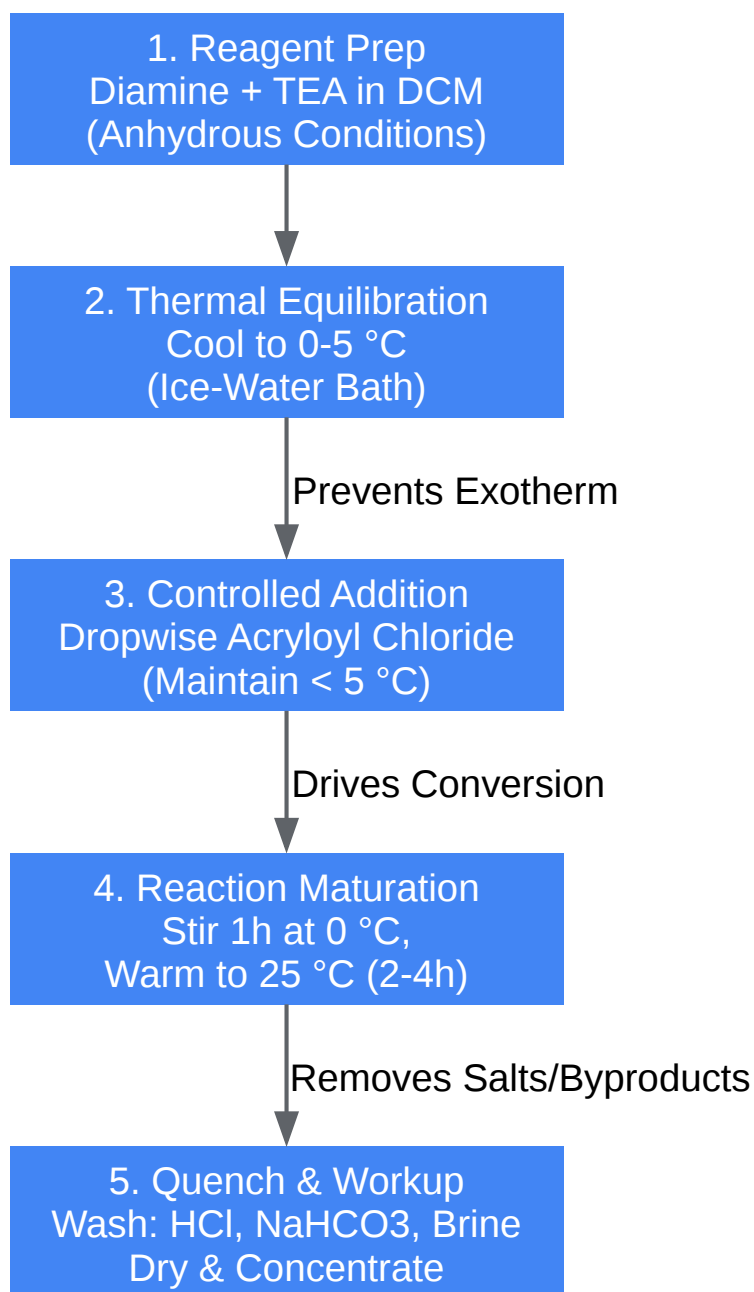 1. Reagent Prep
Diamine + TEA in DCM
(Anhydrous Conditions)
2. Thermal Equilibration
Cool to 0-5 °C
(Ice-Water Bath)
Prevents Exotherm
3. Controlled Addition
Dropwise Acryloyl Chloride
(Maintain < 5 °C)
Drives Conversion
4. Reaction Maturation
Stir 1h at 0 °C,
Warm to 25 °C (2-4h)
Removes Salts/Byproducts
5. Quench & Workup
Wash: HCl, NaHCO3, Brine
Dry & Concentrate